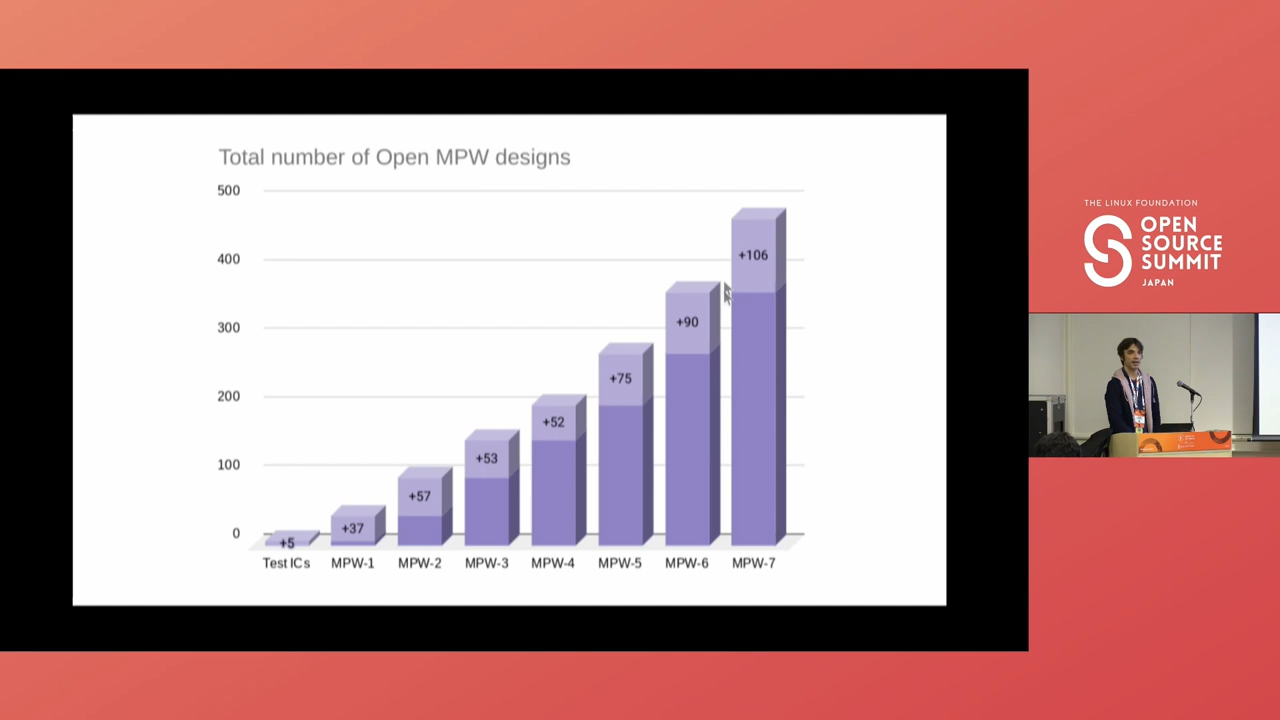 Total number of Open MPW designs
500
400
300
200
100
0
+5
+37
+57
+53
+52
+75
+90
+106
Test ICs
MPW-1
MPW-2
MPW-3
MPW-4
MPW-5
MPW-6
MPW-7
THE LINUX FOUNDATION
OPEN
SOURCE
SUMMIT
JAPAN